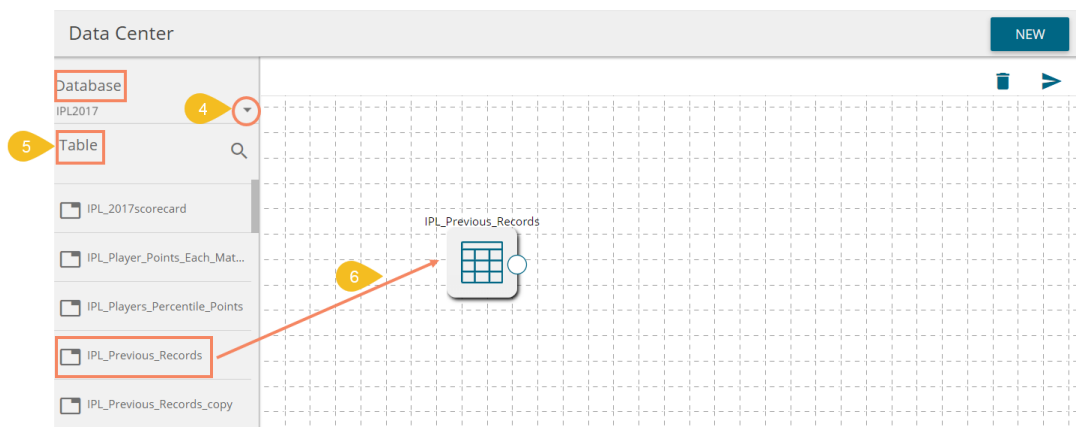 Data Center
NEW
Database
IPL2017
4
5
Table
IPL_2017scorecard
IPL_Previous_Records
IPL_Player_Points_Each_Mat...
6
IPL_Players_Percentile_Points
IPL_Previous_Records
IPL_Previous_Records_copy